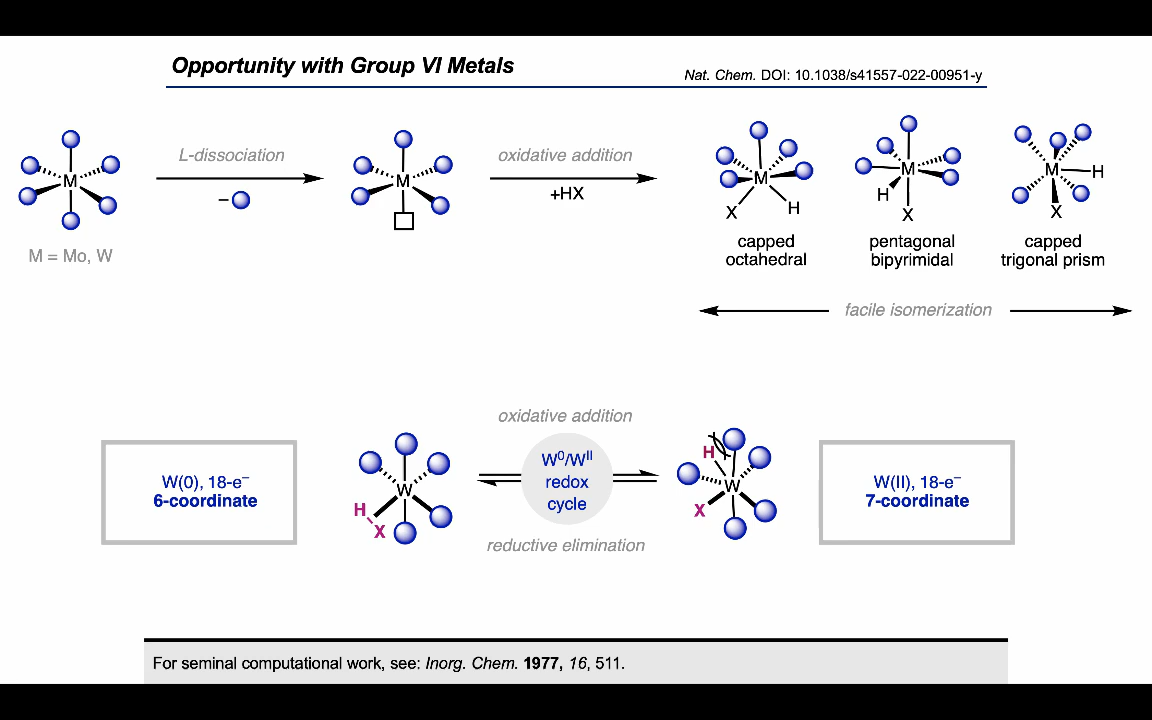 Opportunity with Group VI Metals
Nat. Chem. DOI: 10.1038/s41557-022-00951-y
L-dissociation
oxidative addition
–
+HX
M
M
M
M
M
H
H
H
X
X
X
M = Mo, W
capped
octahedral
pentagonal
bipyrimidal
capped
trigonal prism
facile isomerization
oxidative addition
W(0), 18-e⁻
6-coordinate
W
H
X
W⁰/Wᴵᴵ
redox
cycle
H
W
X
W(II), 18-e⁻
7-coordinate
reductive elimination
For seminal computational work, see: Inorg. Chem. 1977, 16, 511.